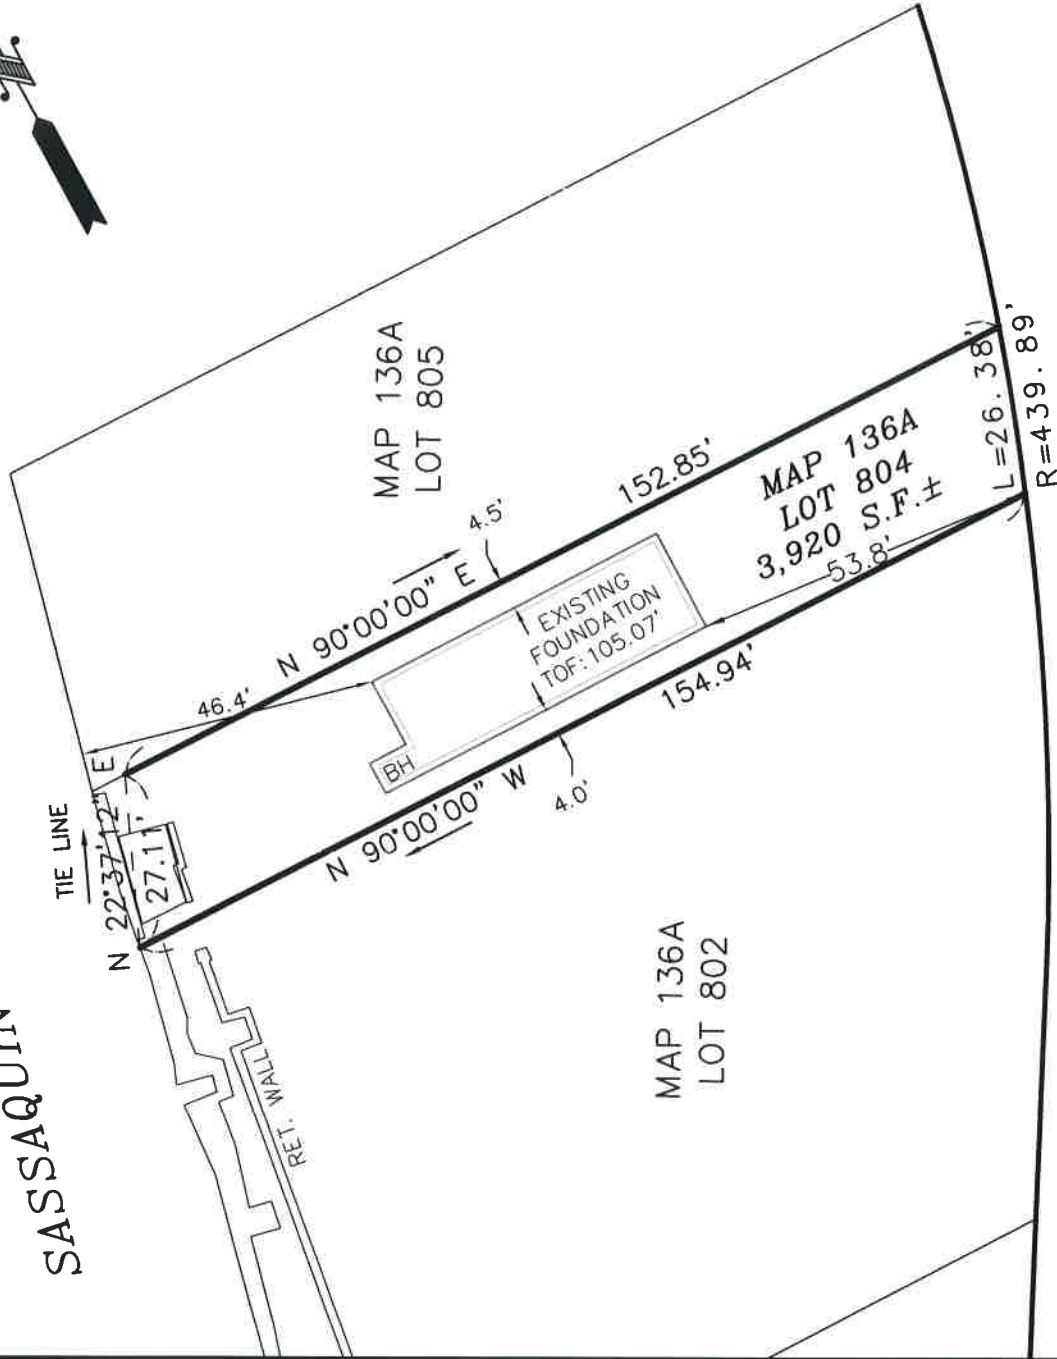 SASSAQUIN
TIE LINE
N 22°37'12" E
27.11'
46.4'
N 90°00'00" E
4.5'
152.85'
MAP 136A
LOT 805
BH
EXISTING
FOUNDATION
TOF: 105.07'
RET. WALL
N 90°00'00" W
4.0'
154.94'
53.8'
MAP 136A
LOT 804
3,920 S.F.±
L=26.38'
R=439.89'
MAP 136A
LOT 802